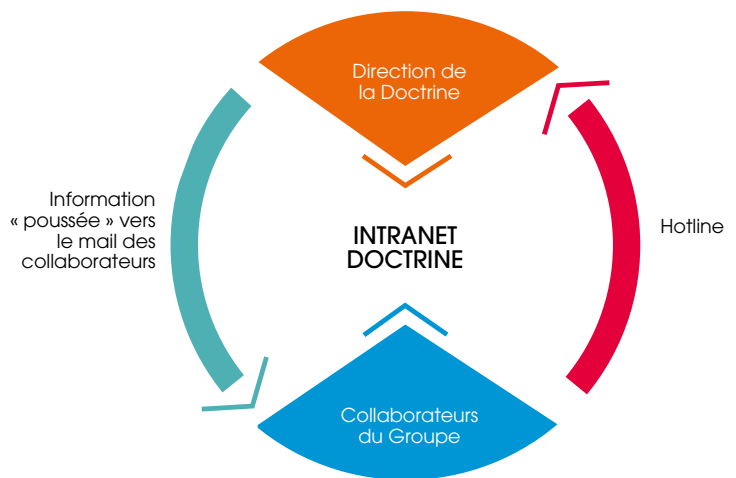 Direction de
la Doctrine
Information
« poussée » vers
le mail des
collaborateurs
INTRANET
DOCTRINE
Hotline
Collaborateurs
du Groupe